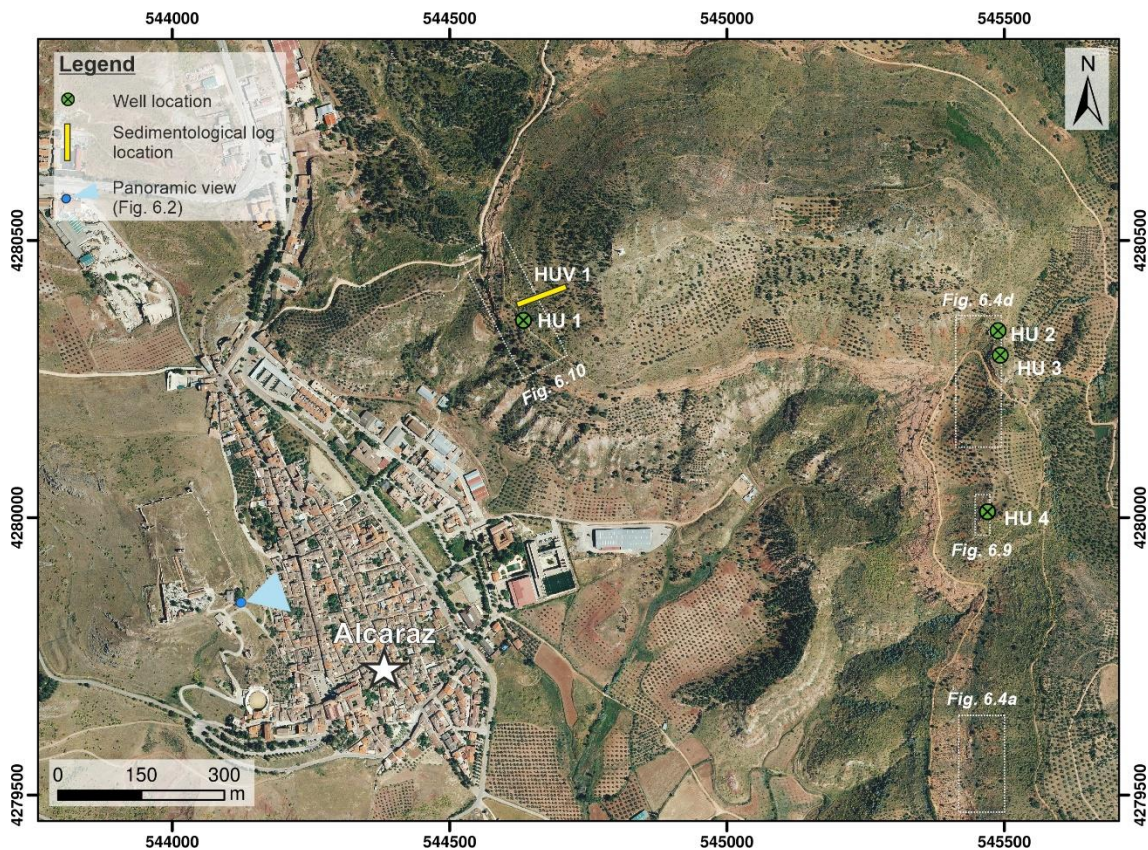 544000
544500
545000
545500
Legend
Well location
Sedimentological log
location
Panoramic view
(Fig. 6.2)
N
4280500
4280500
HUV 1
HU 1
Fig. 6.10
Fig. 6.4d
HU 2
HU 3
4280000
4280000
HU 4
Fig. 6.9
Alcaraz
Fig. 6.4a
0
150
300
m
4279500
4279500
544000
544500
545000
545500